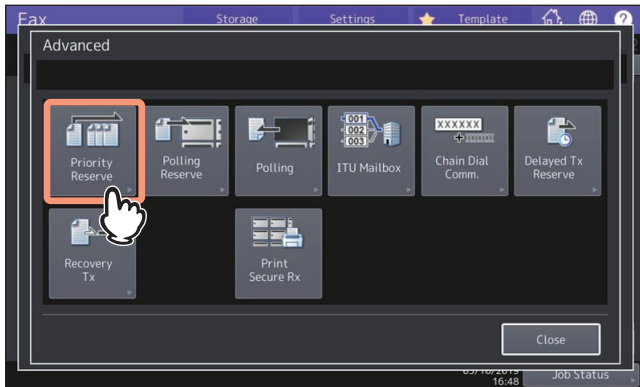 Fax
Storage
Settings
Template
?
Advanced
Priority
Reserve
Polling
Reserve
Polling
001
002
003
ITU Mailbox
XXXXXX
Chain Dial
Comm.
Delayed Tx
Reserve
Recovery
Tx
Print
Secure Rx
Close
16:48
Job Status